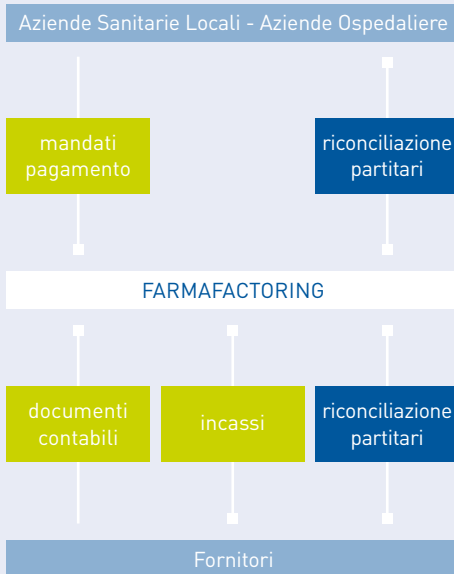 Aziende Sanitarie Locali - Aziende Ospedaliere
mandati
pagamento
riconciliazione
partitari
FARMAFACTORING
documenti
contabili
incassi
riconciliazione
partitari
Fornitori